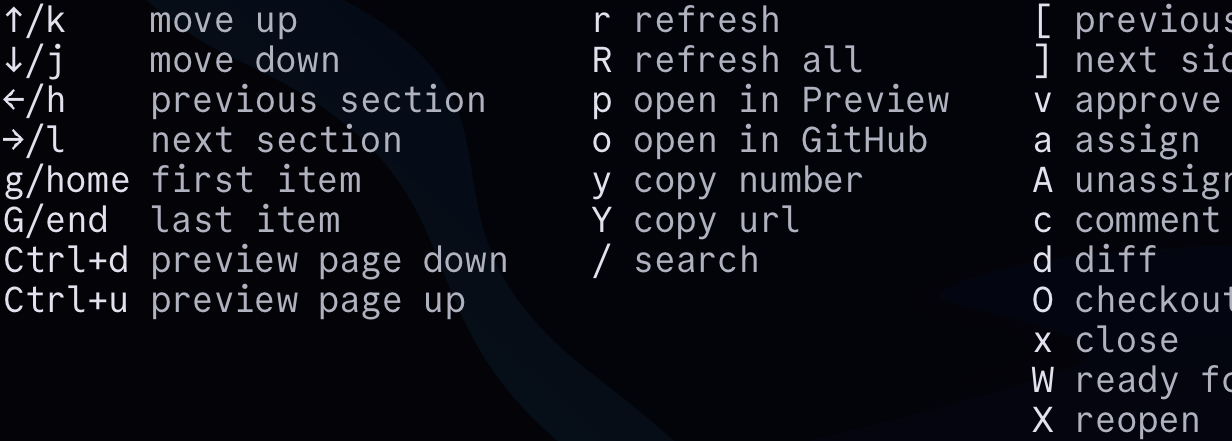 ↑/k move up
↓/j move down
←/h previous section
→/l next section
g/home first item
G/end last item
Ctrl+d preview page down
Ctrl+u preview page up
r refresh
R refresh all
p open in Preview
o open in GitHub
y copy number
Y copy url
/ search
[ previous
] next
v approve
a assign
A unassign
c comment
d diff
O checkout
x close
W ready
X reopen